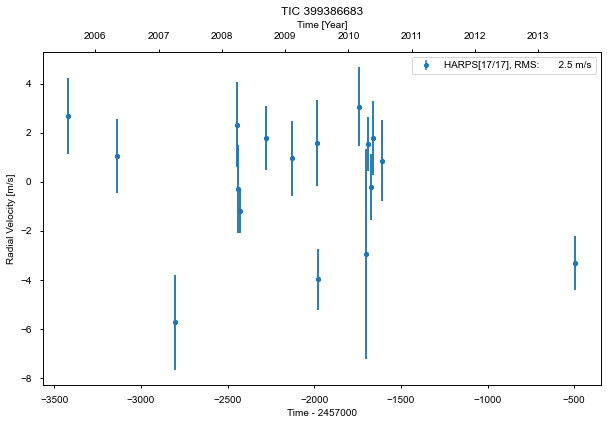 TIC 399386683
Time [Year]
2006 2007 2008 2009 2010 2011 2012 2013
HARPS[17/17], RMS: 2.5 m/s
4
2
0
−2
−4
−6
−8
Radial Velocity [m/s]
−3500 −3000 −2500 −2000 −1500 −1000 −500
Time - 2457000